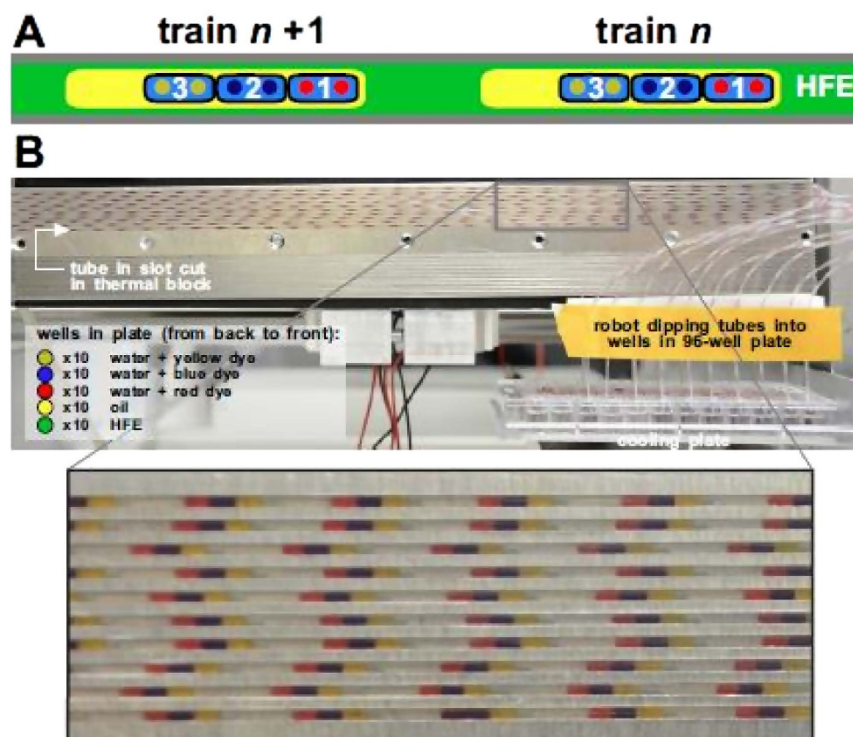 A
train n +1
train n
3 2 1
3 2 1
HFE
B
tube in slot cut
in thermal block
wells in plate (from back to front):
x10 water + yellow dye
x10 water + blue dye
x10 water + red dye
x10 oil
x10 HFE
robot dipping tubes into
wells in 96-well plate
cooling plate